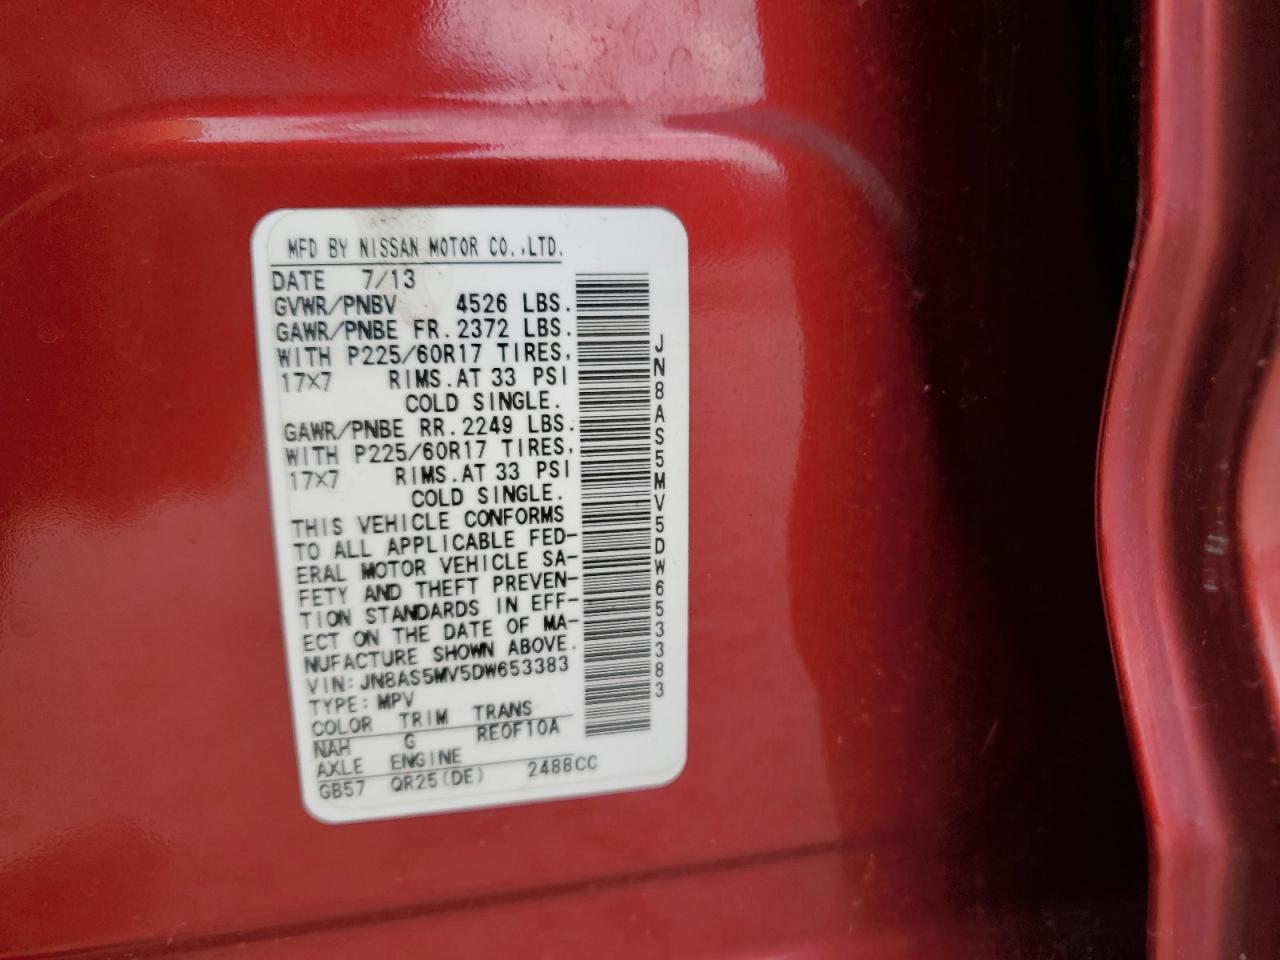 MFD BY NISSAN MOTOR CO.,LTD.
DATE 7/13
GVWR/PNBV 4526 LBS.
GAWR/PNBE FR.2372 LBS.
WITH P225/60R17 TIRES,
17×7 RIMS.AT 33 PSI
COLD SINGLE.
GAWR/PNBE RR.2249 LBS.
WITH P225/60R17 TIRES,
17×7 RIMS.AT 33 PSI
COLD SINGLE.
THIS VEHICLE CONFORMS
TO ALL APPLICABLE FED-
ERAL MOTOR VEHICLE SA-
FETY AND THEFT PREVEN-
TION STANDARDS IN EFF-
ECT ON THE DATE OF MA-
NUFACTURE SHOWN ABOVE.
VIN:JN8AS5MV5DW653383
TYPE:MPV
COLOR TRIM TRANS
NAH G RE0F10A
AXLE ENGINE
GB57 QR25(DE) 2488CC
JN8AS5MV5DW653383